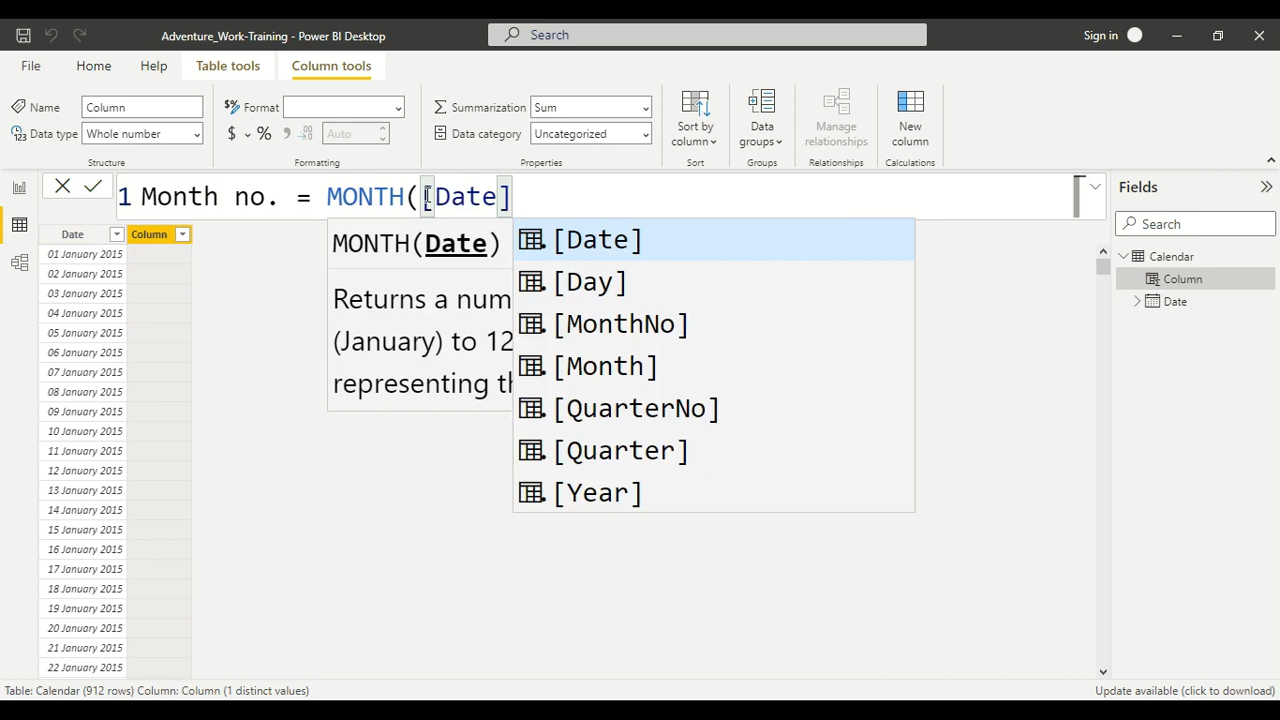 Adventure_Work-Training - Power BI Desktop
Search
Sign in
File
Home
Help
Table tools
Column tools
Name
Column
Format
Summarization
Sum
Data type
Whole number
$
%
Auto
Data category
Uncategorized
Sort by column
Data groups
Manage relationships
New column
Structure
Formatting
Properties
Sort
Groups
Relationships
Calculations
1 Month no. = MONTH([Date]
MONTH(Date)
Returns a num
(January) to 12
representing th
[Date]
[Day]
[MonthNo]
[Month]
[QuarterNo]
[Quarter]
[Year]
Date
Column
01 January 2015
02 January 2015
03 January 2015
04 January 2015
05 January 2015
06 January 2015
07 January 2015
08 January 2015
09 January 2015
10 January 2015
11 January 2015
12 January 2015
13 January 2015
14 January 2015
15 January 2015
16 January 2015
17 January 2015
18 January 2015
19 January 2015
20 January 2015
21 January 2015
22 January 2015
Fields
Search
Calendar
Column
Date
Table: Calendar (912 rows) Column: Column (1 distinct values)
Update available (click to download)